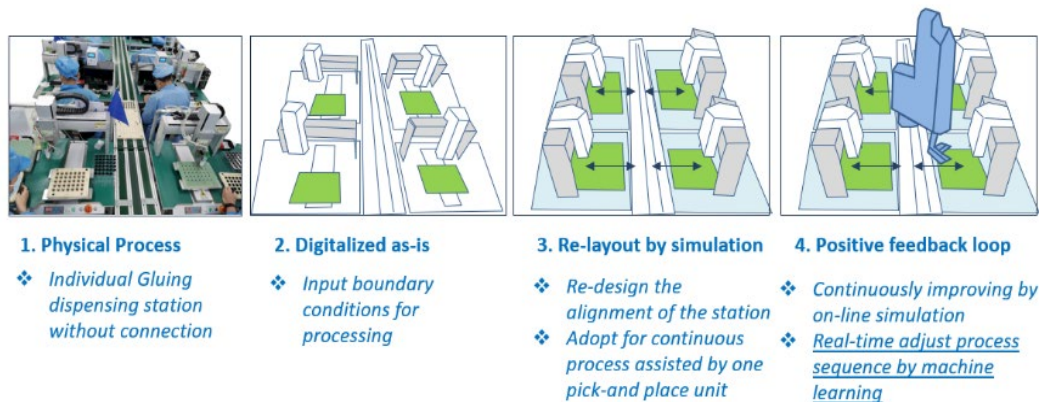 1. Physical Process
❖ Individual Gluing
dispensing station
without connection
2. Digitalized as-is
❖ Input boundary
conditions for
processing
3. Re-layout by simulation
❖ Re-design the
alignment of the station
❖ Adopt for continuous
process assisted by one
pick-and place unit
4. Positive feedback loop
❖ Continuously improving by
on-line simulation
❖ Real-time adjust process
sequence by machine
learning